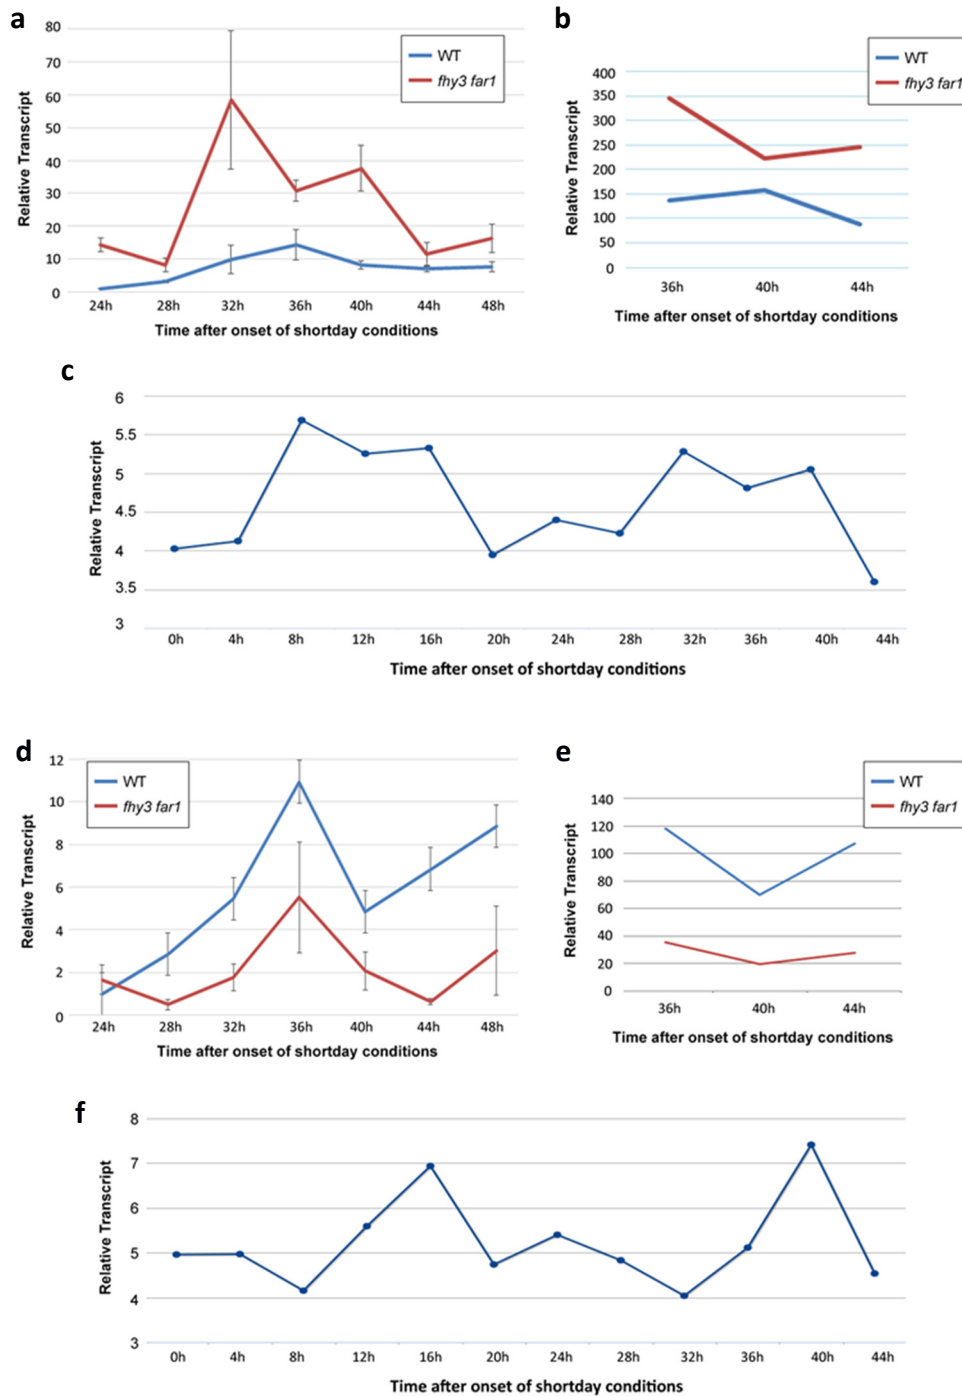 a
80
70
60
50
40
30
20
10
0
Relative Transcript
WT
fhy3 far1
24h 28h 32h 36h 40h 44h 48h
Time after onset of shortday conditions
b
400
350
300
250
200
150
100
50
0
Relative Transcript
WT
fhy3 far1
36h 40h 44h
Time after onset of shortday conditions
c
6
5.5
5
4.5
4
3.5
3
Relative Transcript
0h 4h 8h 12h 16h 20h 24h 28h 32h 36h 40h 44h
Time after onset of shortday conditions
d
12
10
8
6
4
2
0
Relative Transcript
WT
fhy3 far1
24h 28h 32h 36h 40h 44h 48h
Time after onset of shortday conditions
e
140
120
100
80
60
40
20
0
Relative Transcript
WT
fhy3 far1
36h 40h 44h
Time after onset of shortday conditions
f
8
7
6
5
4
3
Relative Transcript
0h 4h 8h 12h 16h 20h 24h 28h 32h 36h 40h 44h
Time after onset of shortday conditions